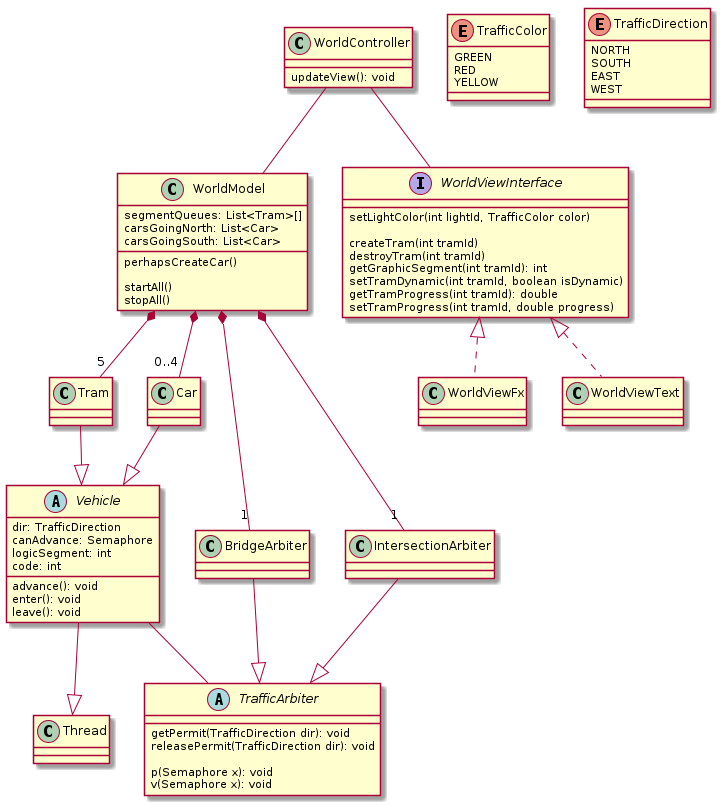 C WorldController
updateView(): void
E TrafficColor
GREEN
RED
YELLOW
E TrafficDirection
NORTH
SOUTH
EAST
WEST
C WorldModel
segmentQueues: List<Tram>[]
carsGoingNorth: List<Car>
carsGoingSouth: List<Car>
perhapsCreateCar()
startAll()
stopAll()
I WorldViewInterface
setLightColor(int lightId, TrafficColor color)
createTram(int tramId)
destroyTram(int tramId)
getGraphicSegment(int tramId): int
setTramDynamic(int tramId, boolean isDynamic)
getTramProgress(int tramId): double
setTramProgress(int tramId, double progress)
5
0..4
C Tram
C Car
C WorldViewFx
C WorldViewText
A Vehicle
dir: TrafficDirection
canAdvance: Semaphore
logicSegment: int
code: int
advance(): void
enter(): void
leave(): void
1
1
C BridgeArbiter
C IntersectionArbiter
C Thread
A TrafficArbiter
getPermit(TrafficDirection dir): void
releasePermit(TrafficDirection dir): void
p(Semaphore x): void
v(Semaphore x): void